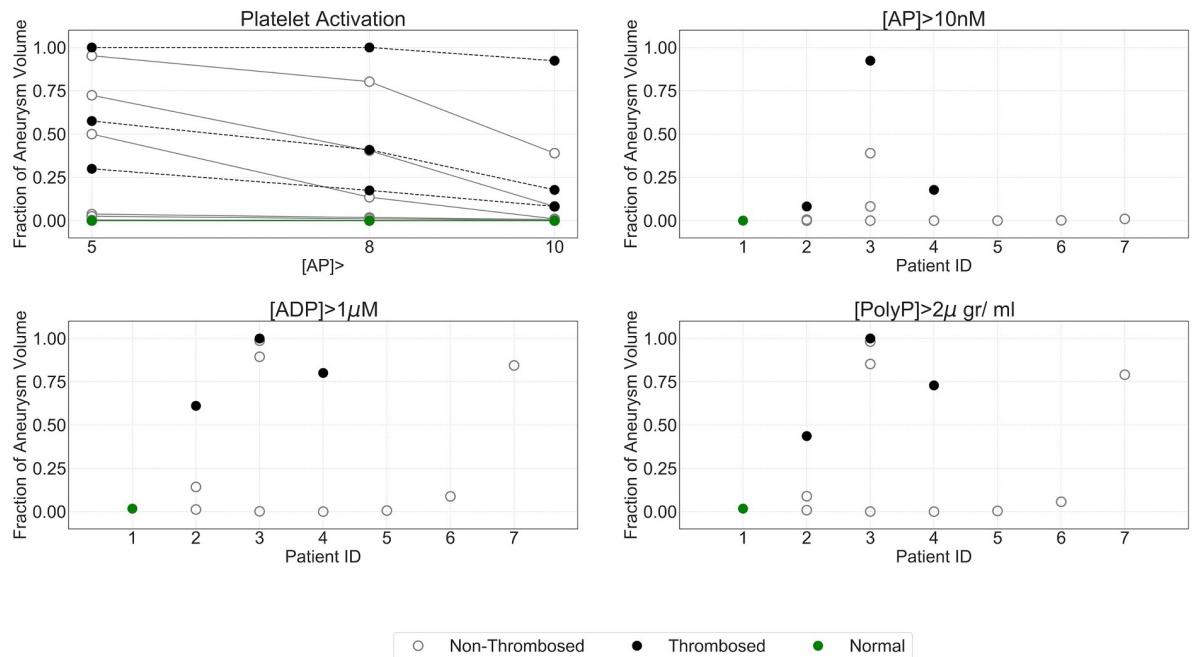 Platelet Activation
Fraction of Aneurysm Volume
1.00
0.75
0.50
0.25
0.00
5 8 10
[AP]>
[AP]>10nM
Fraction of Aneurysm Volume
1.00
0.75
0.50
0.25
0.00
1 2 3 4 5 6 7
Patient ID
[ADP]>1μM
Fraction of Aneurysm Volume
1.00
0.75
0.50
0.25
0.00
1 2 3 4 5 6 7
Patient ID
[PolyP]>2μ gr/ ml
Fraction of Aneurysm Volume
1.00
0.75
0.50
0.25
0.00
1 2 3 4 5 6 7
Patient ID
Non-Thrombosed Thrombosed Normal